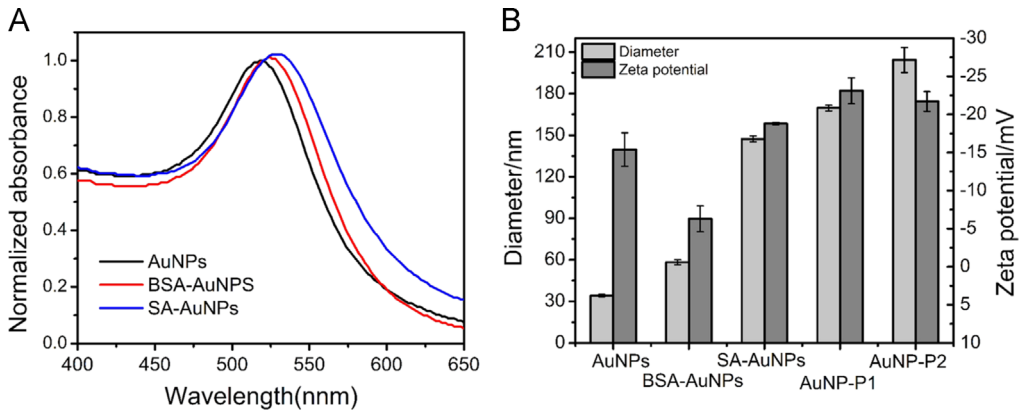 A
Normalized absorbance
1.0
0.8
0.6
0.4
0.2
0.0
AuNPs
BSA-AuNPS
SA-AuNPs
400
450
500
550
600
650
Wavelength(nnm)
B
Diameter/nm
210
180
150
120
90
60
30
0
Diameter
Zeta potential
-30
-25
-20
-15
-10
-5
0
5
10
Zeta potential/mV
AuNPs
BSA-AuNPs
SA-AuNPs
AuNP-P1
AuNP-P2